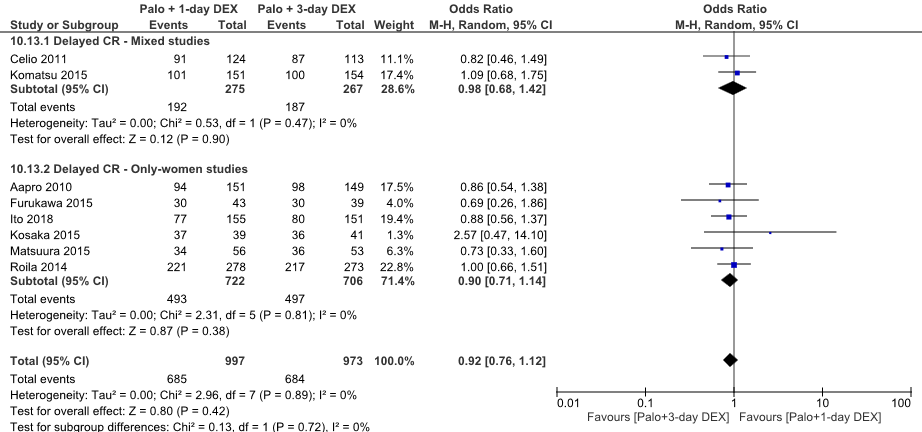 Palo + 1-day DEX Palo + 3-day DEX Odds Ratio Odds Ratio
Study or Subgroup Events Total Events Total Weight M-H, Random, 95% CI M-H, Random, 95% CI
10.13.1 Delayed CR - Mixed studies
Celio 2011 91 124 87 113 11.1% 0.82 [0.46, 1.49]
Komatsu 2015 101 151 100 154 17.4% 1.09 [0.68, 1.75]
Subtotal (95% CI) 275 267 28.6% 0.98 [0.68, 1.42]
Total events 192 187
Heterogeneity: Tau² = 0.00; Chi² = 0.53, df = 1 (P = 0.47); I² = 0%
Test for overall effect: Z = 0.12 (P = 0.90)
10.13.2 Delayed CR - Only-women studies
Aapro 2010 94 151 98 149 17.5% 0.86 [0.54, 1.38]
Furukawa 2015 30 43 30 39 4.0% 0.69 [0.26, 1.86]
Ito 2018 77 155 80 151 19.4% 0.88 [0.56, 1.37]
Kosaka 2015 37 39 36 41 1.3% 2.57 [0.47, 14.10]
Matsuura 2015 34 56 36 53 6.3% 0.73 [0.33, 1.60]
Roila 2014 221 278 217 273 22.8% 1.00 [0.66, 1.51]
Subtotal (95% CI) 722 706 71.4% 0.90 [0.71, 1.14]
Total events 493 497
Heterogeneity: Tau² = 0.00; Chi² = 2.31, df = 5 (P = 0.81); I² = 0%
Test for overall effect: Z = 0.87 (P = 0.38)
Total (95% CI) 997 973 100.0% 0.92 [0.76, 1.12]
Total events 685 684
Heterogeneity: Tau² = 0.00; Chi² = 2.96, df = 7 (P = 0.89); I² = 0%
Test for overall effect: Z = 0.80 (P = 0.42)
Test for subgroup differences: Chi² = 0.13, df = 1 (P = 0.72), I² = 0%
0.01 0.1 1 10 100
Favours [Palo+3-day DEX] Favours [Palo+1-day DEX]